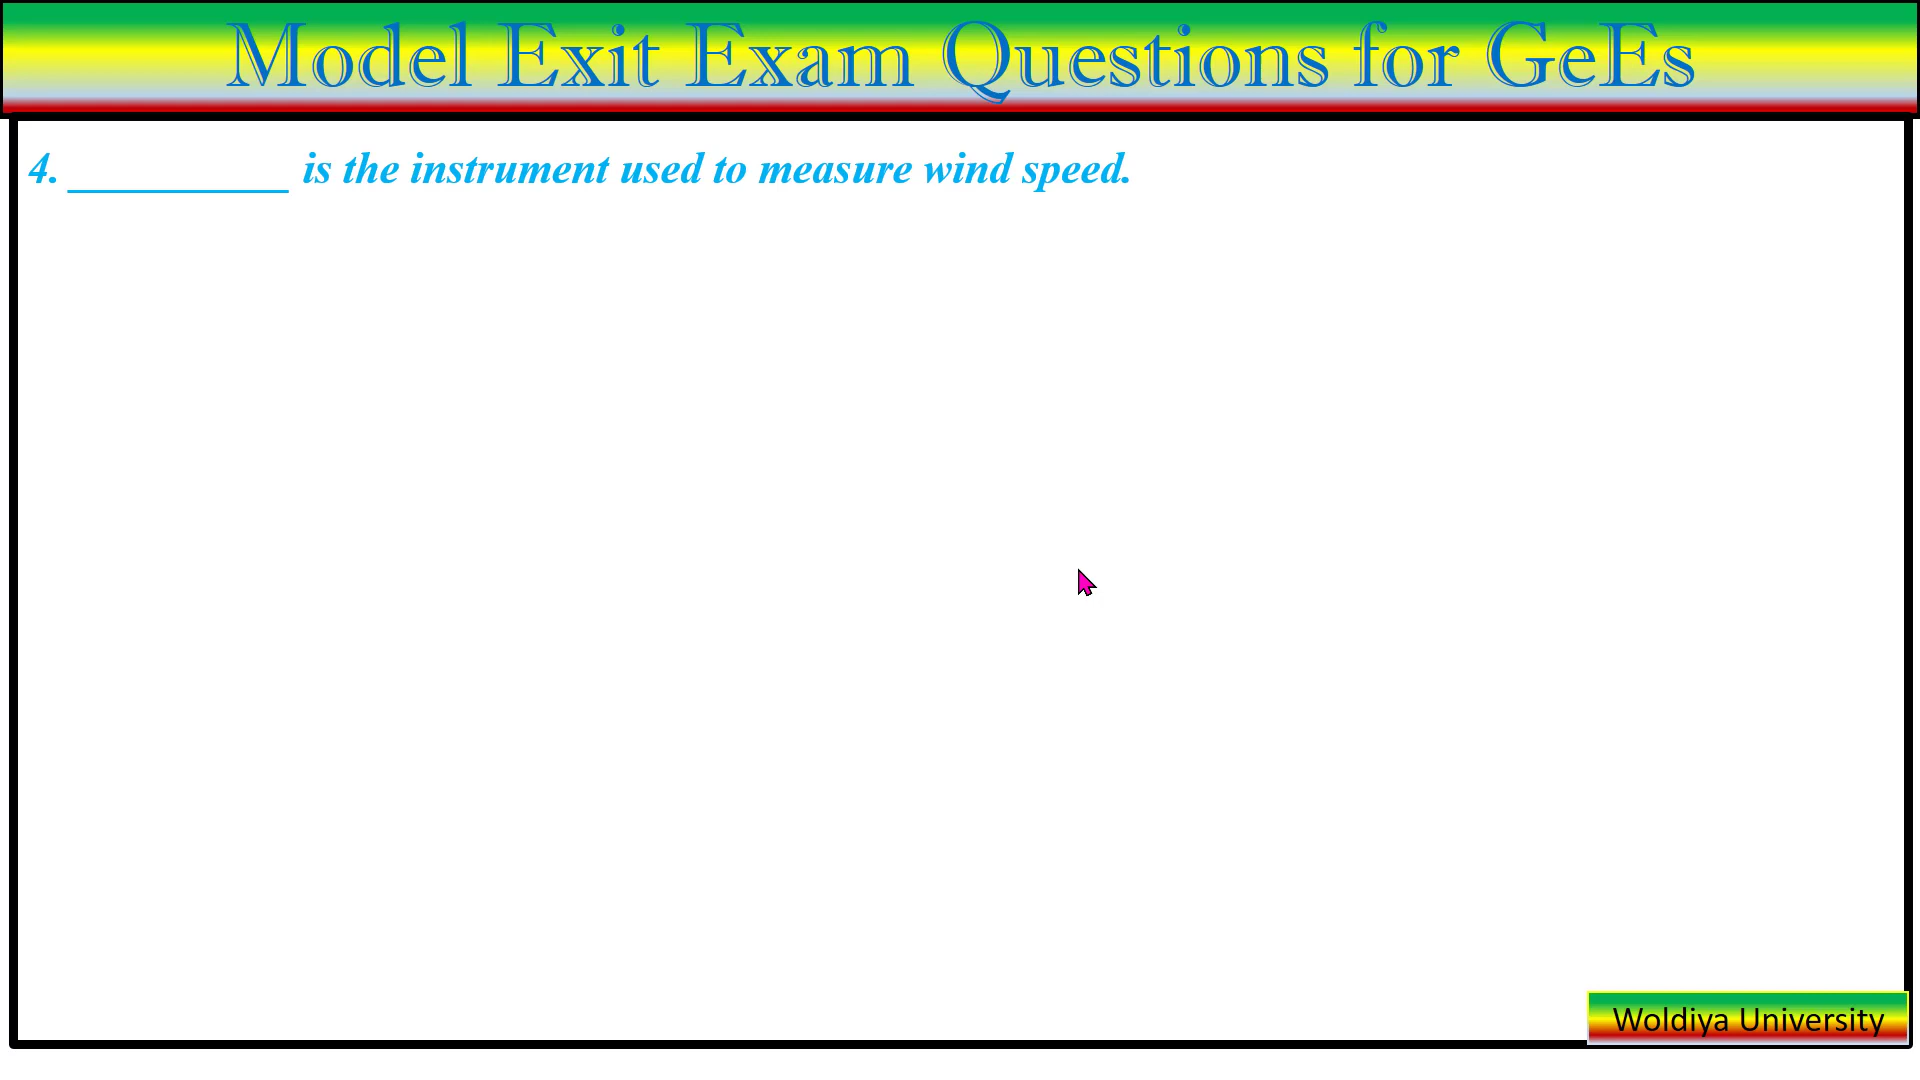 Model Exit Exam Questions for GeEs
4. __________ is the instrument used to measure wind speed.
Woldiya University